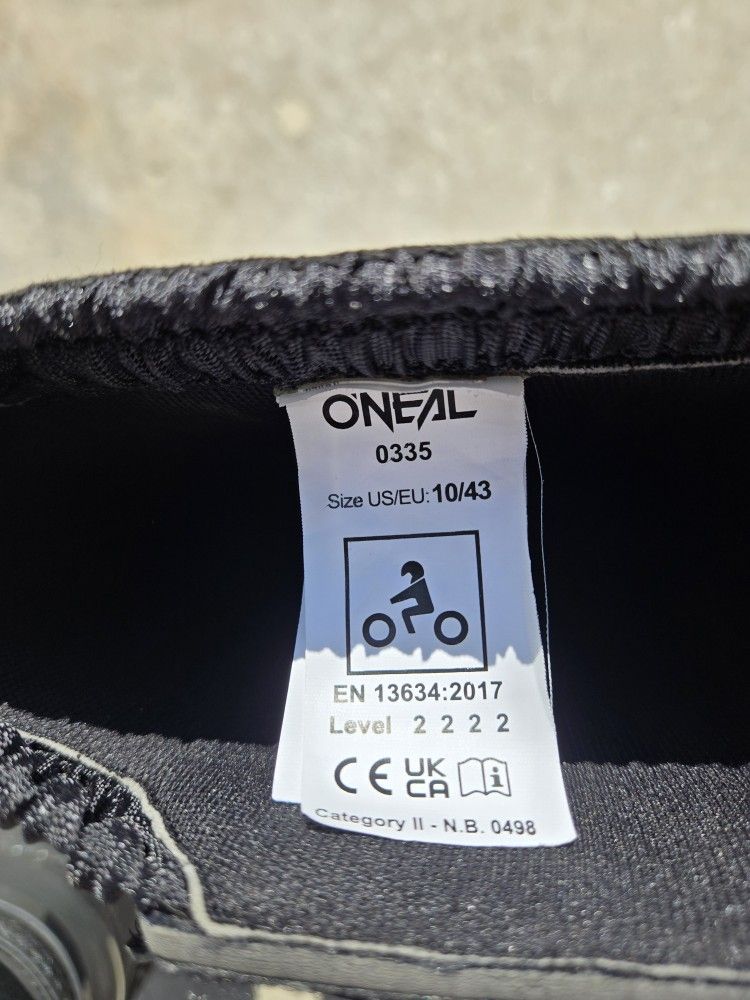 O'NEAL
0335
Size US/EU: 10/43
EN 13634:2017
Level 2 2 2 2
CE UK CA i
Category II - N.B. 0498